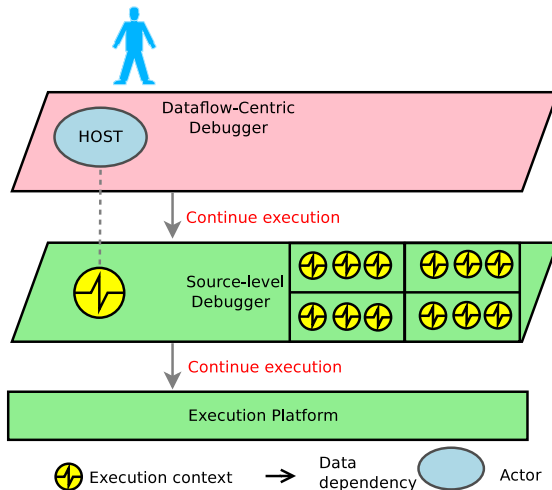 Dataflow-Centric
Debugger
HOST
Continue execution
Source-level
Debugger
Continue execution
Execution Platform
Execution context
Data
dependency
Actor